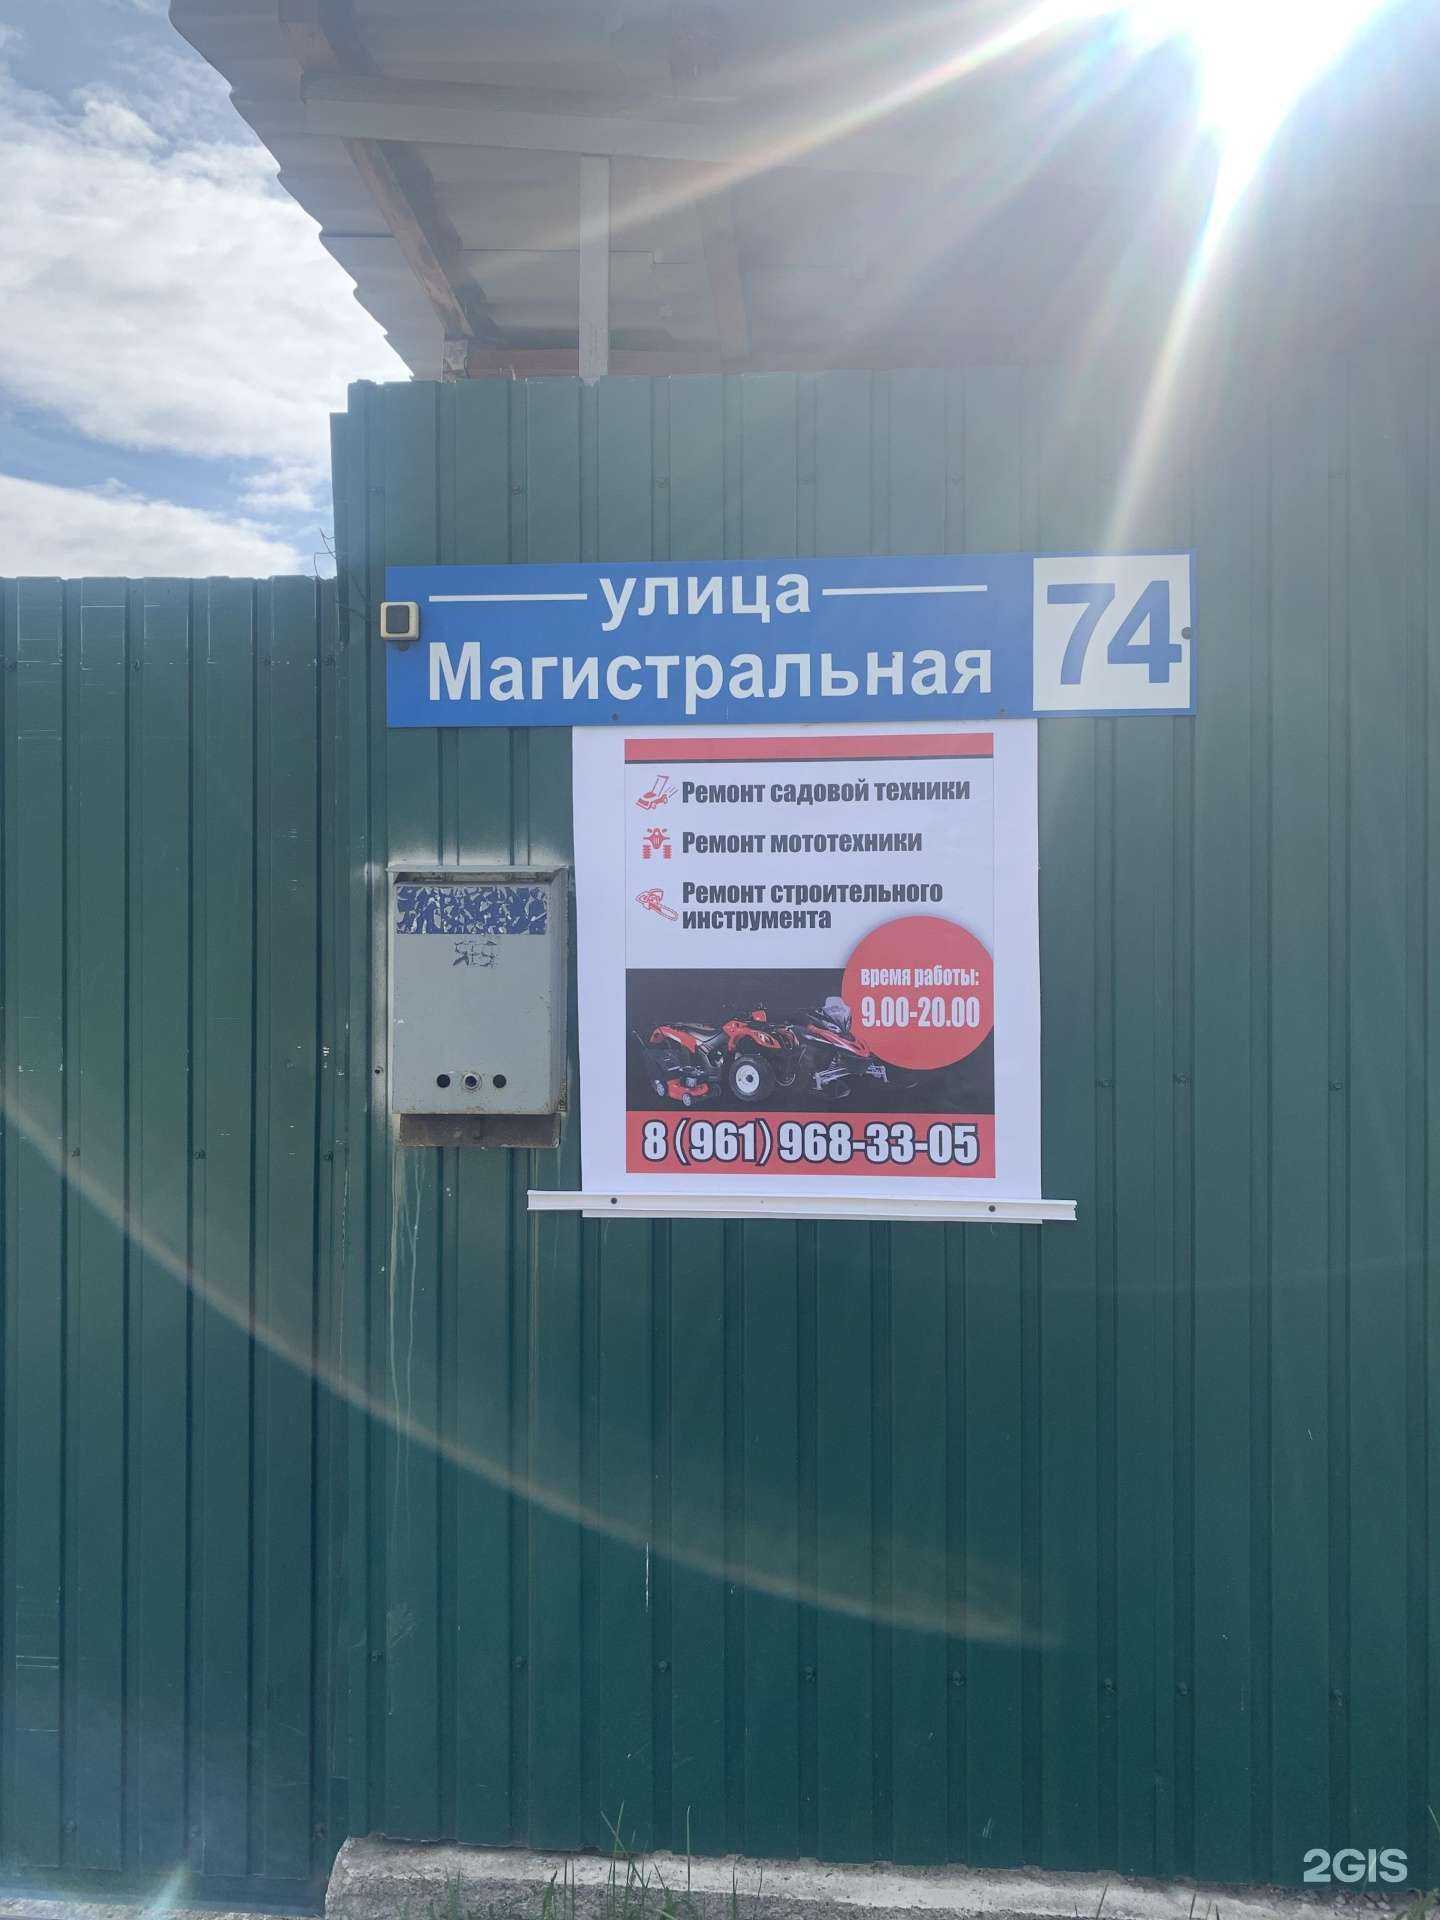 улица
Магистральная
74
Ремонт садовой техники
Ремонт мототехники
Ремонт строительного
инструмента
время работы:
9.00-20.00
8 (961) 968-33-05
2GIS